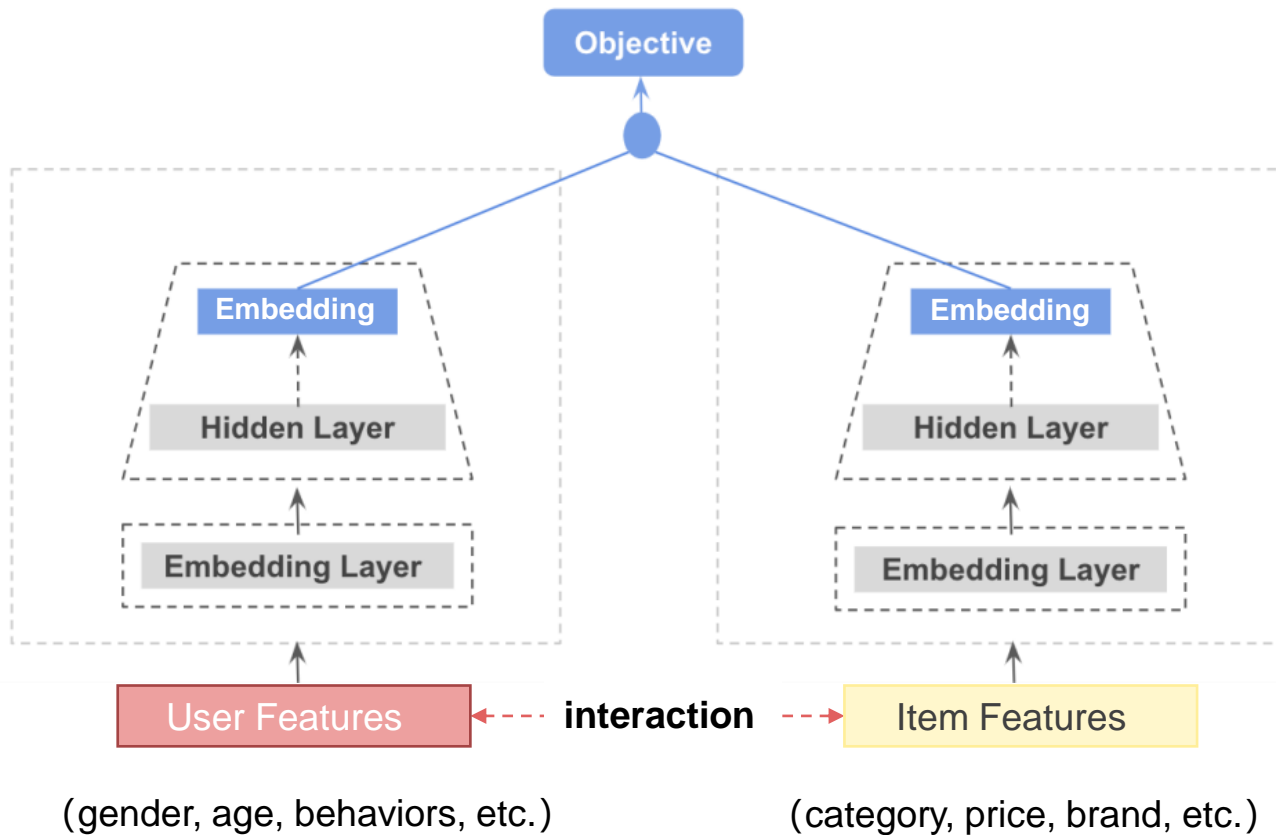 Objective
Embedding
Embedding
Hidden Layer
Hidden Layer
Embedding Layer
Embedding Layer
User Features
interaction
Item Features
(gender, age, behaviors, etc.)
(category, price, brand, etc.)